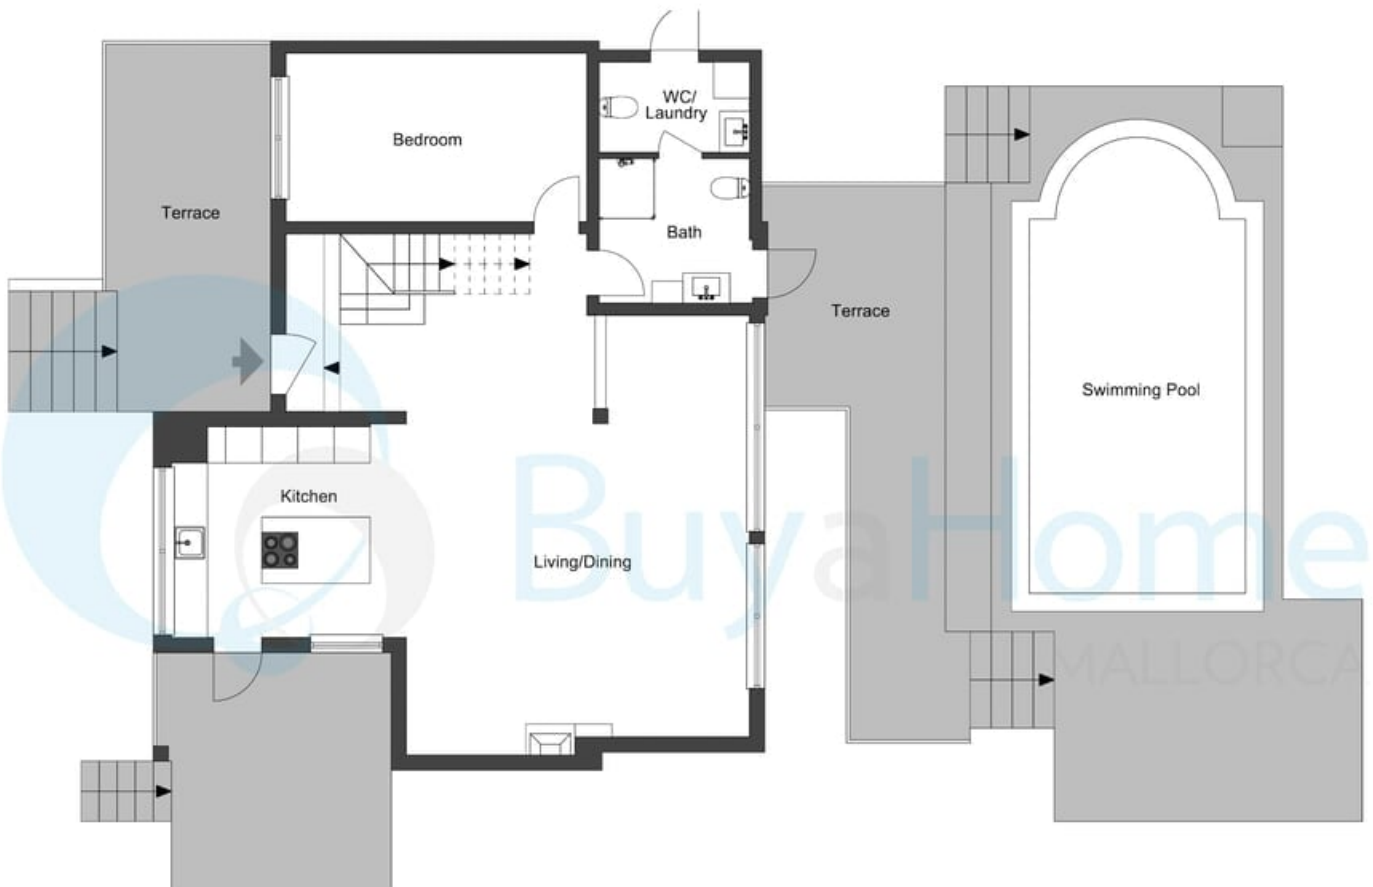 WC/
Laundry
Bedroom
Terrace
Bath
Terrace
Swimming Pool
Kitchen
Living/Dining
BuyaHome
MALLORCA